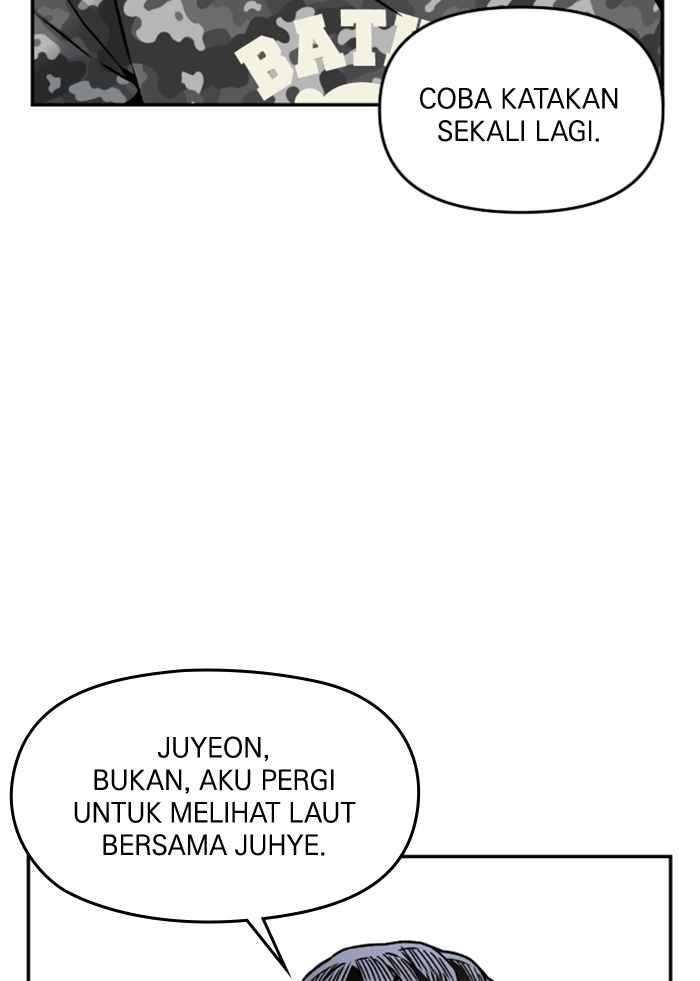 BAT
COBA KATAKAN
SEKALI LAGI.
JUYEON,
BUKAN, AKU PERGI
UNTUK MELIHAT LAUT
BERSAMA JUHYE.